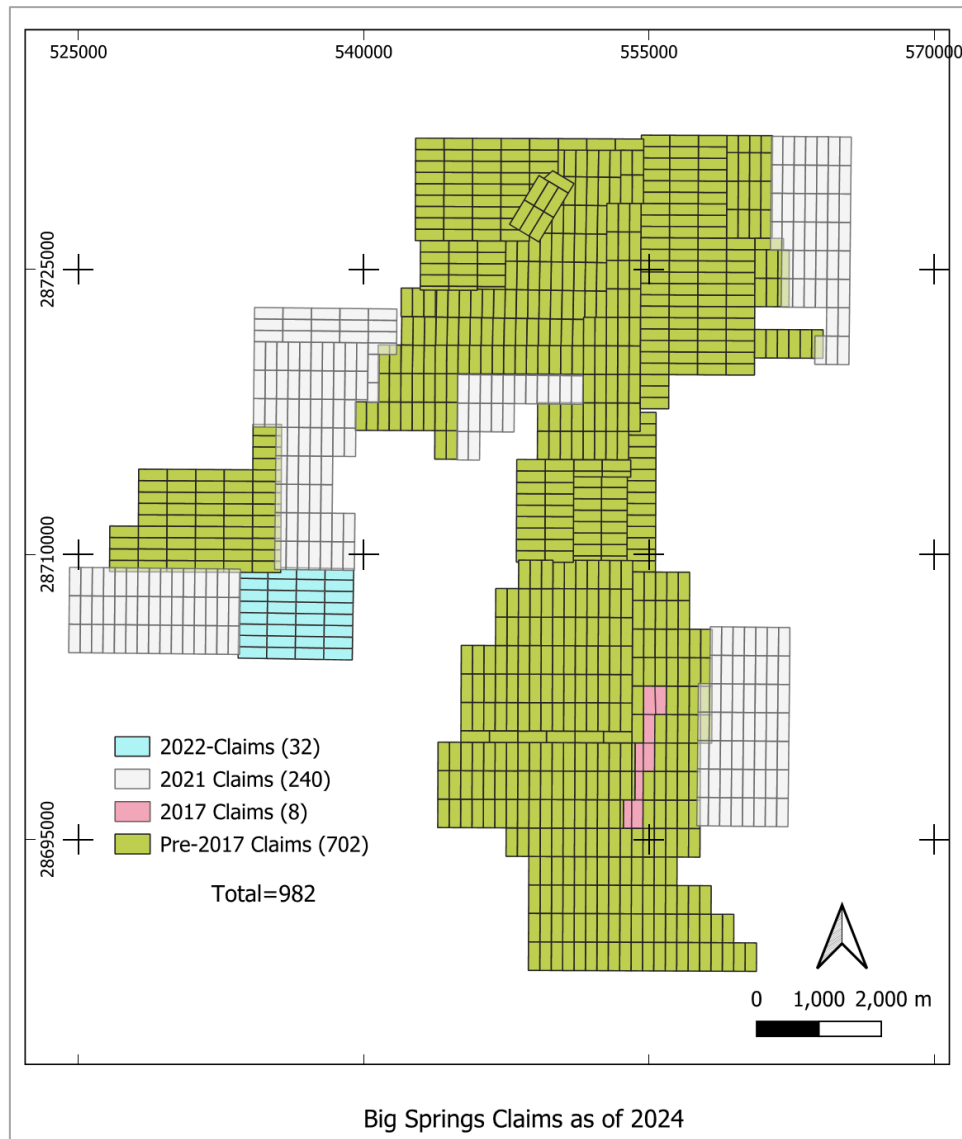 525000 540000 555000 570000
28725000
28710000
28695000
2022-Claims (32)
2021 Claims (240)
2017 Claims (8)
Pre-2017 Claims (702)
Total=982
0 1,000 2,000 m
Big Springs Claims as of 2024